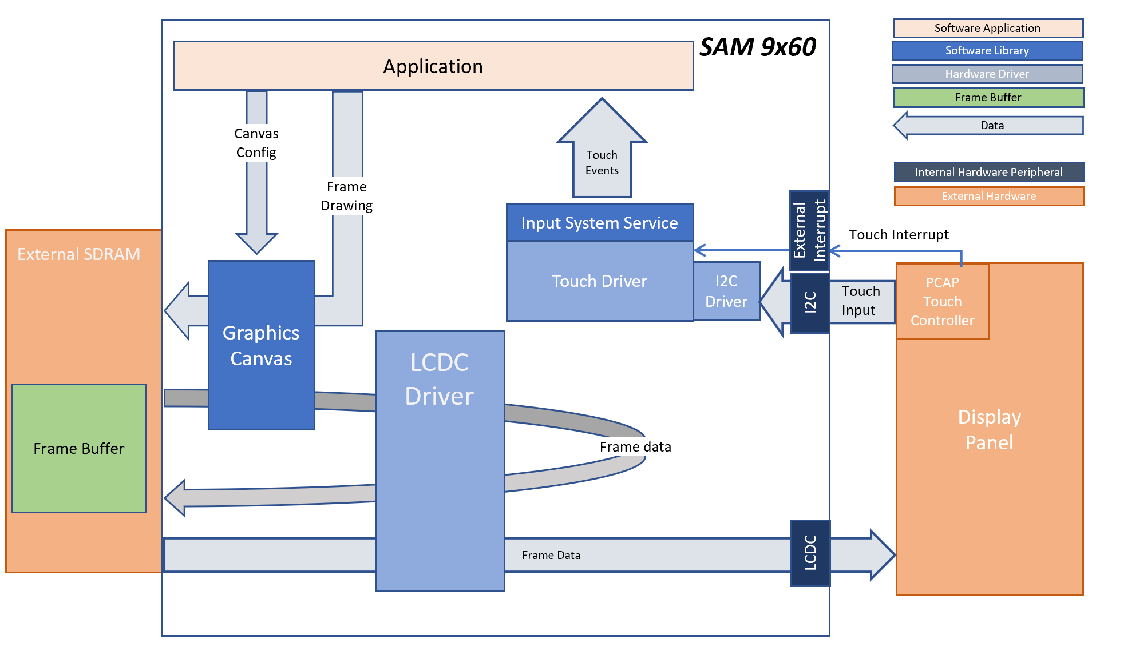 SAM 9x60
Application
Canvas
Config
Frame
Drawing
Touch
Events
Input System Service
Touch Driver
I2C
Driver
External
Interrupt
I2C
Touch Interrupt
Touch
Input
PCAP
Touch
Controller
Display
Panel
External SDRAM
Frame Buffer
Graphics
Canvas
LCDC
Driver
Frame data
Frame Data
LCDC
Software Application
Software Library
Hardware Driver
Frame Buffer
Data
Internal Hardware Peripheral
External Hardware